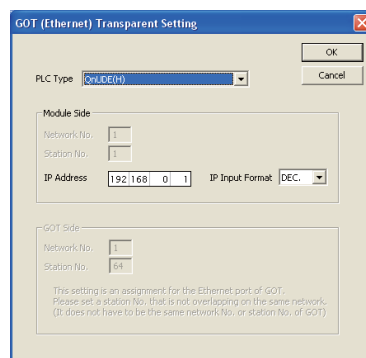 GOT (Ethernet) Transparent Setting
OK
PLC Type QnUDE(H)
Cancel
Module Side
Network No. 1
Station No. 1
IP Address 192 168 0 1 IP Input Format DEC.
GOT Side
Network No. 1
Station No. 64
This setting is an assignment for the Ethernet port of GOT.
Please set a station No. that is not overlapping on the same network.
(It does not have to be the same network No. or station No. of GOT)